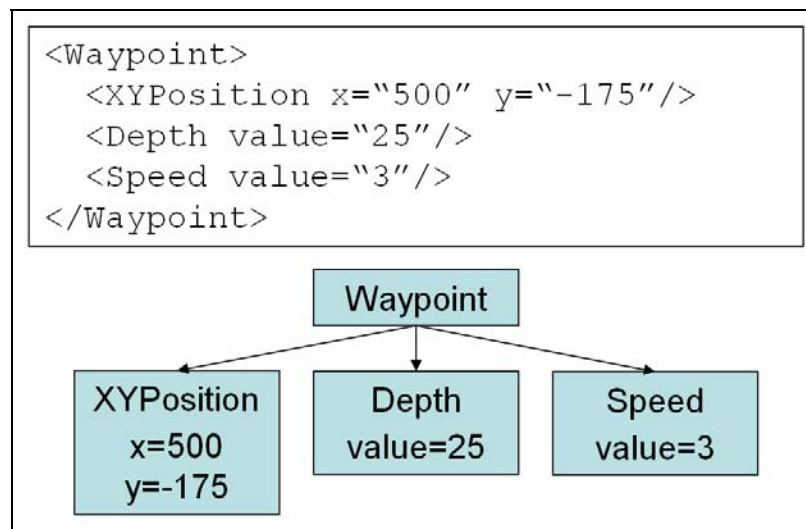 <Waypoint>
<XYPosition x=“500” y=“-175”/>
<Depth value=“25”/>
<Speed value=“3”/>
</Waypoint>
Waypoint
XYPosition
x=500
y=-175
Depth
value=25
Speed
value=3